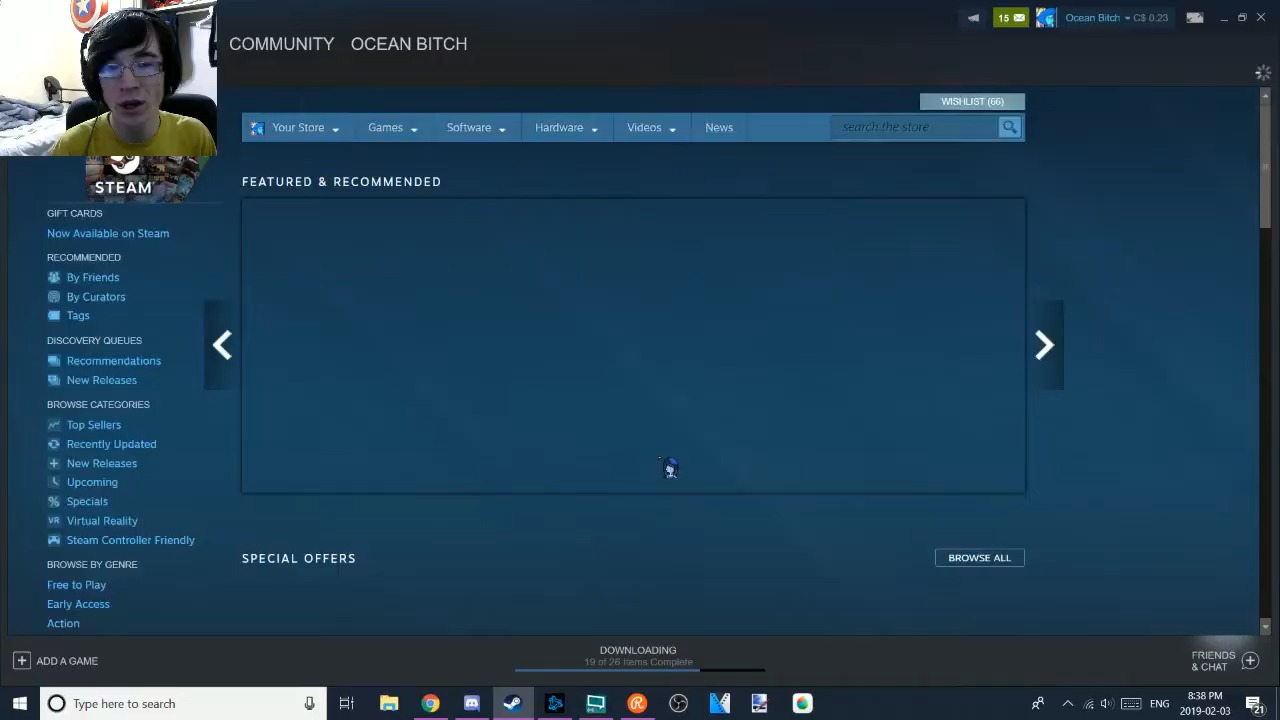 15 Ocean Bitch C$ 0.23
COMMUNITY OCEAN BITCH
WISHLIST (66)
Your Store Games Software Hardware Videos News search the store
STEAM
FEATURED & RECOMMENDED
GIFT CARDS
Now Available on Steam
RECOMMENDED
By Friends
By Curators
Tags
DISCOVERY QUEUES
Recommendations
New Releases
BROWSE CATEGORIES
Top Sellers
Recently Updated
New Releases
Upcoming
Specials
VR Virtual Reality
Steam Controller Friendly
BROWSE BY GENRE
Free to Play
Early Access
Action
SPECIAL OFFERS BROWSE ALL
ADD A GAME
DOWNLOADING
19 of 26 Items Complete
FRIENDS
& CHAT
Type here to search
ENG
8:38 PM
2019-02-03
21